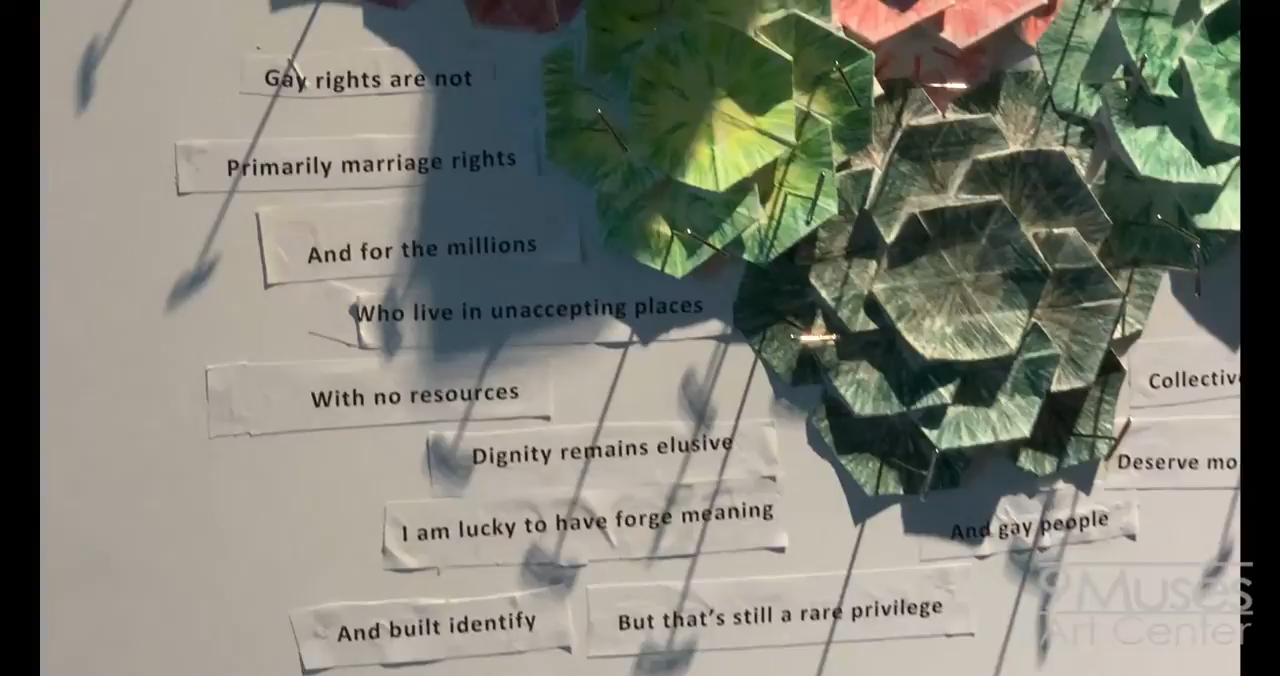 Gay rights are not
Primarily marriage rights
And for the millions
Who live in unaccepting places
With no resources
Dignity remains elusive
I am lucky to have forge meaning
And built identify
But that's still a rare privilege
And gay people
Collectiv
Deserve mo
9Muses
Art Center